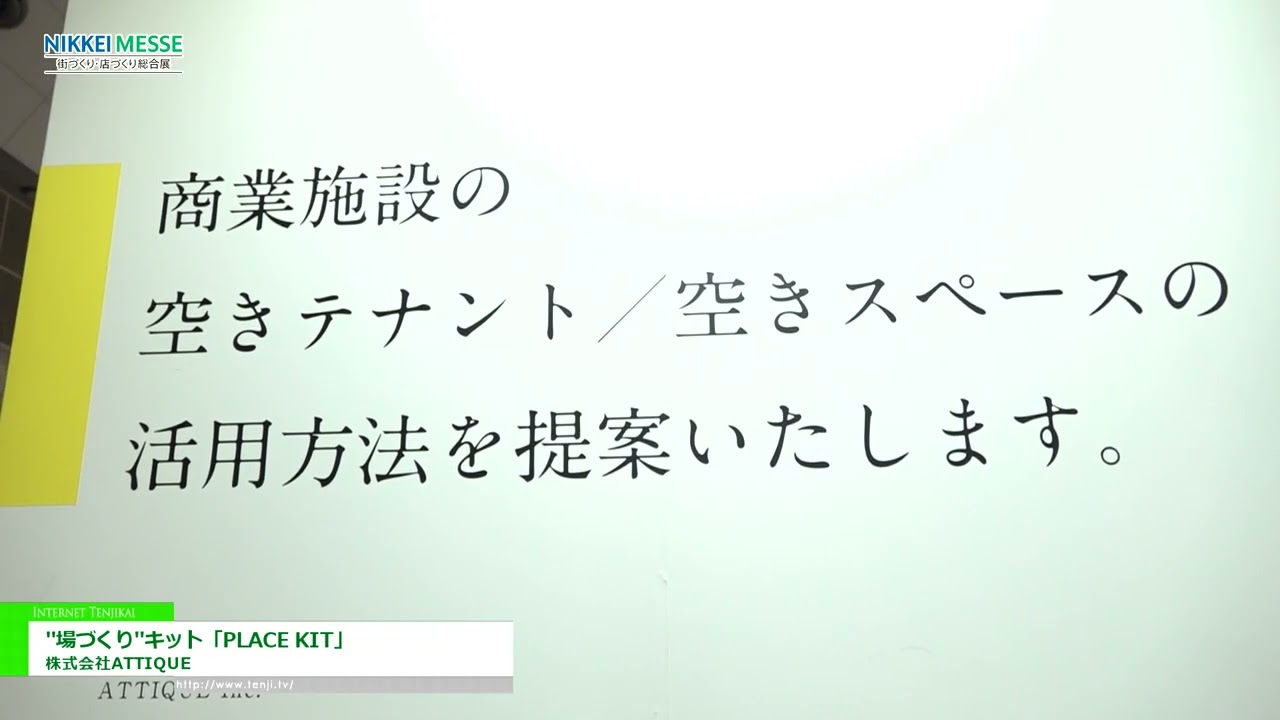 NIKKEI MESSE
街づくり・店づくり総合展
商業施設の
空きテナント／空きスペースの
活用方法を提案いたします。
INTERNET TENJIKAI
"場づくり"キット「PLACE KIT」
株式会社ATTIQUE
http://www.tenji.tv/
ATTIQUE Inc.